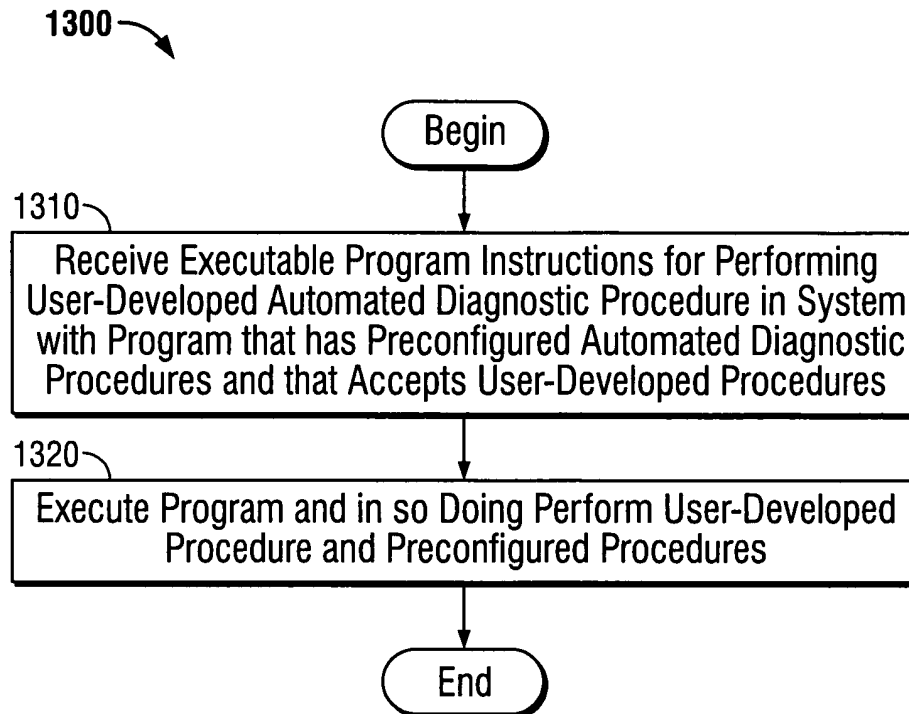 1300
Begin
1310
Receive Executable Program Instructions for Performing
User-Developed Automated Diagnostic Procedure in System
with Program that has Preconfigured Automated Diagnostic
Procedures and that Accepts User-Developed Procedures
1320
Execute Program and in so Doing Perform User-Developed
Procedure and Preconfigured Procedures
End